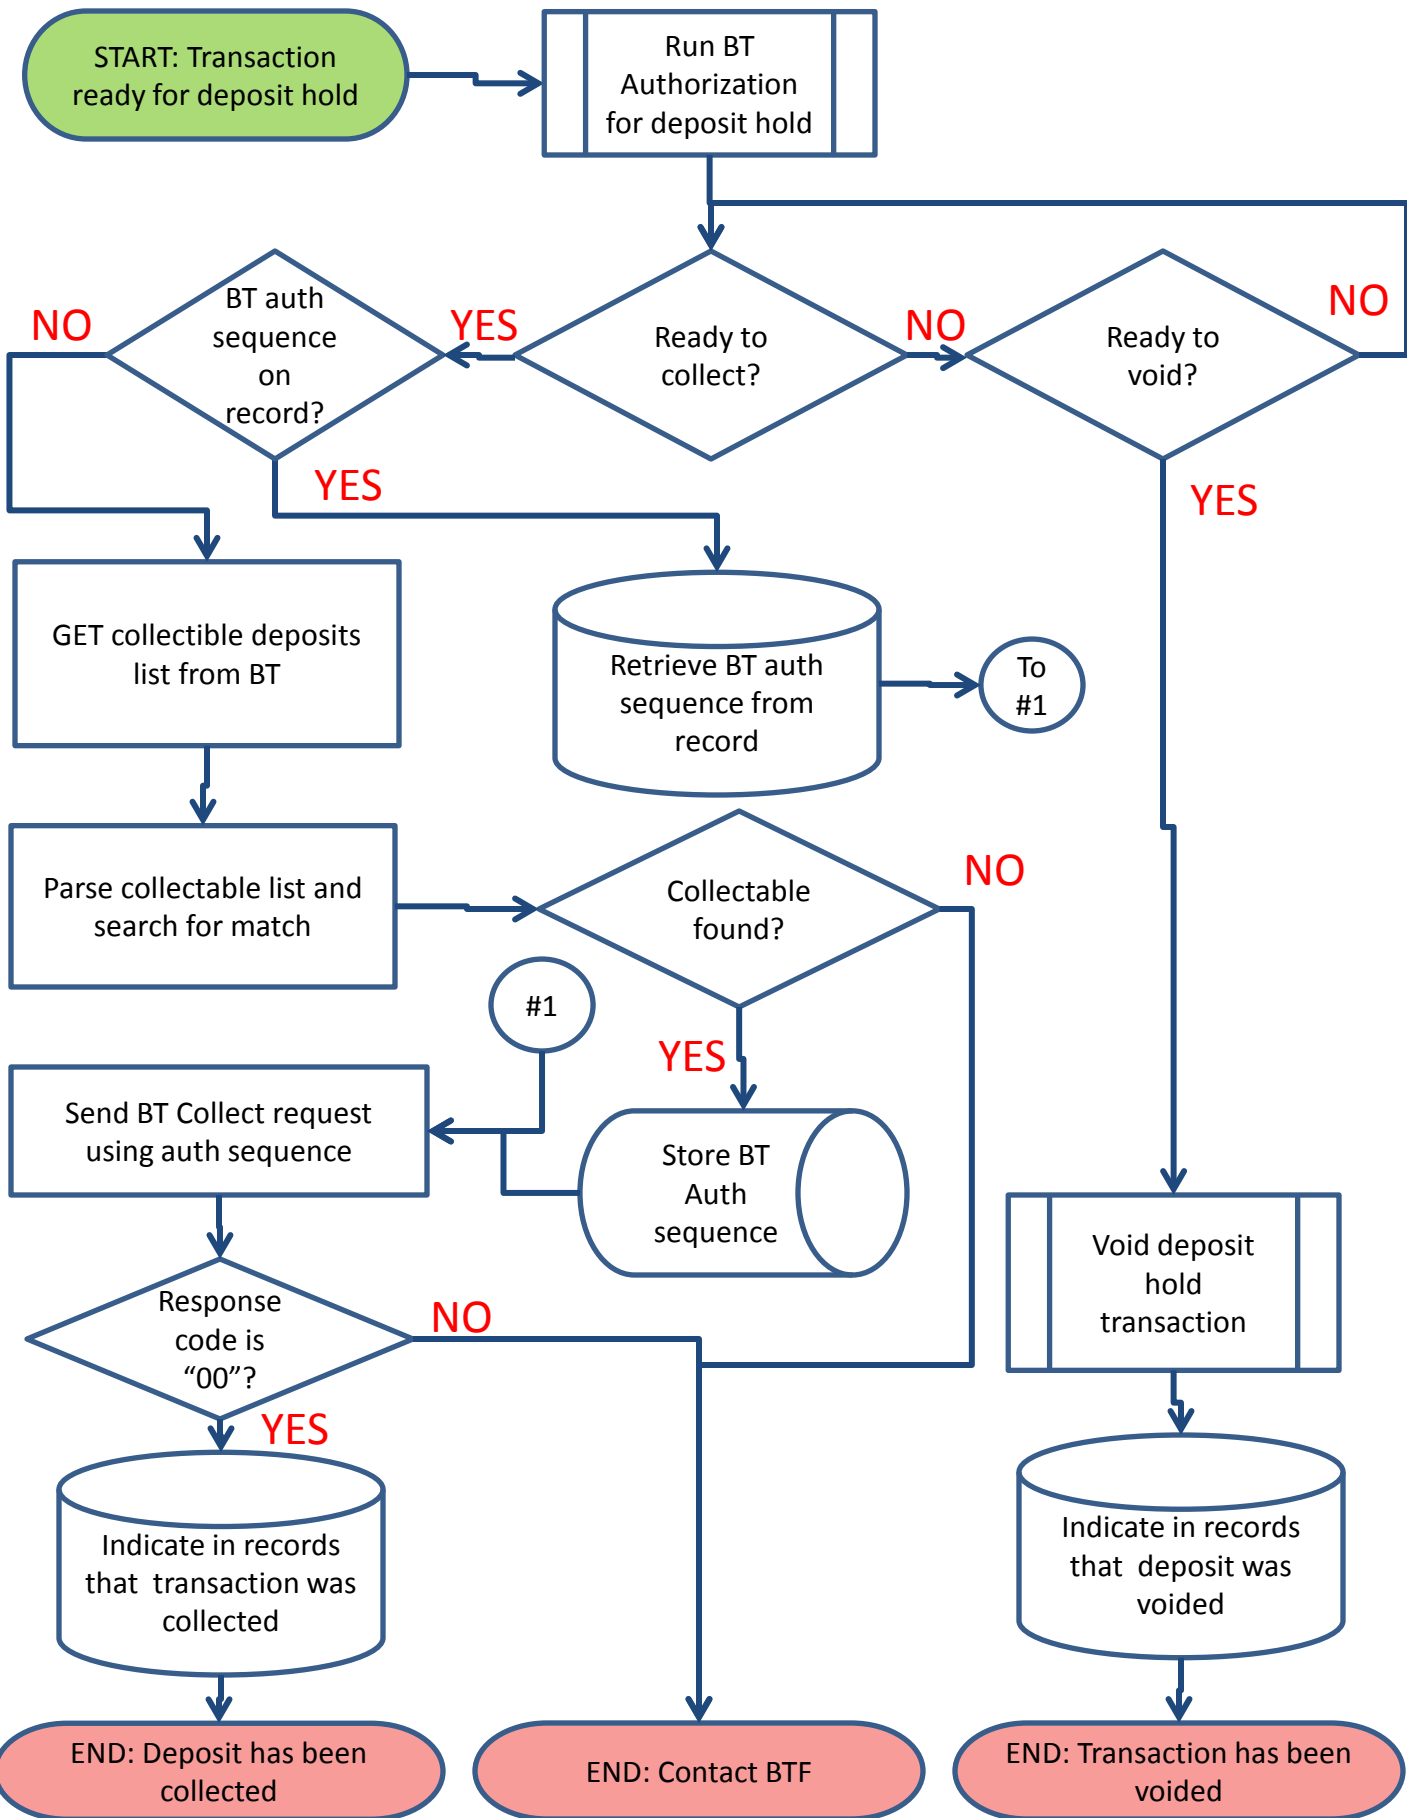 START: Transaction
ready for deposit hold
Run BT
Authorization
for deposit hold
NO
BT auth
sequence
on
record?
YES
Ready to
collect?
NO
Ready to
void?
NO
YES
YES
GET collectible deposits
list from BT
Retrieve BT auth
sequence from
record
To
#1
Parse collectable list and
search for match
Collectable
found?
NO
#1
YES
Send BT Collect request
using auth sequence
Store BT
Auth
sequence
Void deposit
hold
transaction
Response
code is
“00”?
NO
YES
Indicate in records
that  transaction was
collected
Indicate in records
that  deposit was
voided
END: Deposit has been
collected
END: Contact BTF
END: Transaction has been
voided